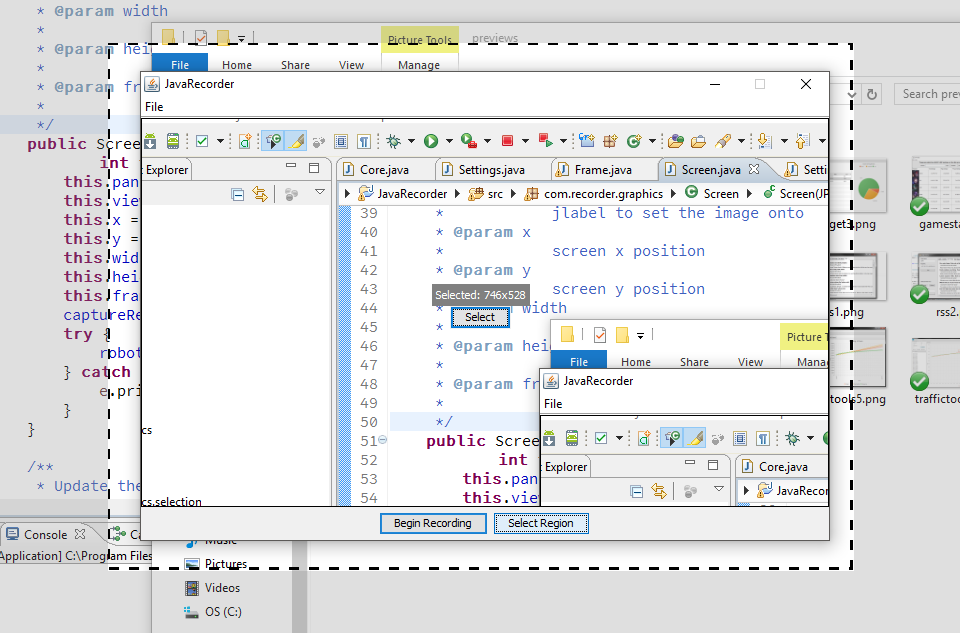 * @param width
*
* @param hei
*
* @param fr
*
*/
public Scree
int
this.pan
this.view
this.x =
this.y =
this.wid
this.hei
this.fra
captureRe
try {
robot
} catch
e.pri
}
}
/**
* Update the
Console
Ca
Application] C:\Program Files
Picture Tools
previews
File
Home
Share
View
Manage
Search prev
JavaRecorder
File
Explorer
Core.java
Settings.java
Frame.java
Screen.java
Setti
JavaRecorder
src
com.recorder.graphics
Screen
Screen(JP
39 * jlabel to set the image onto
40 * @param x
41 * screen x position
42 * @param y
43 * screen y position
44 * width
45 *
46 * @param hei
47 *
48 * @param fr
49 *
50 */
51 public Scree
52 int
53 this.pan
54 this.view
Selected: 746x528
Select
Picture T
File
Home
Share
View
Manag
JavaRecorder
File
Explorer
Core.java
JavaRecor
cs
cs.selection
Begin Recording
Select Region
get3.png
gamesta
s1.png
rss2.
tools5.png
traffictoo
Music
Pictures
Videos
OS (C:)